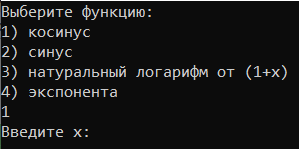 Выберите функцию:
1) косинус
2) синус
3) натуральный логарифм от (1+x)
4) экспонента
1
Введите x: